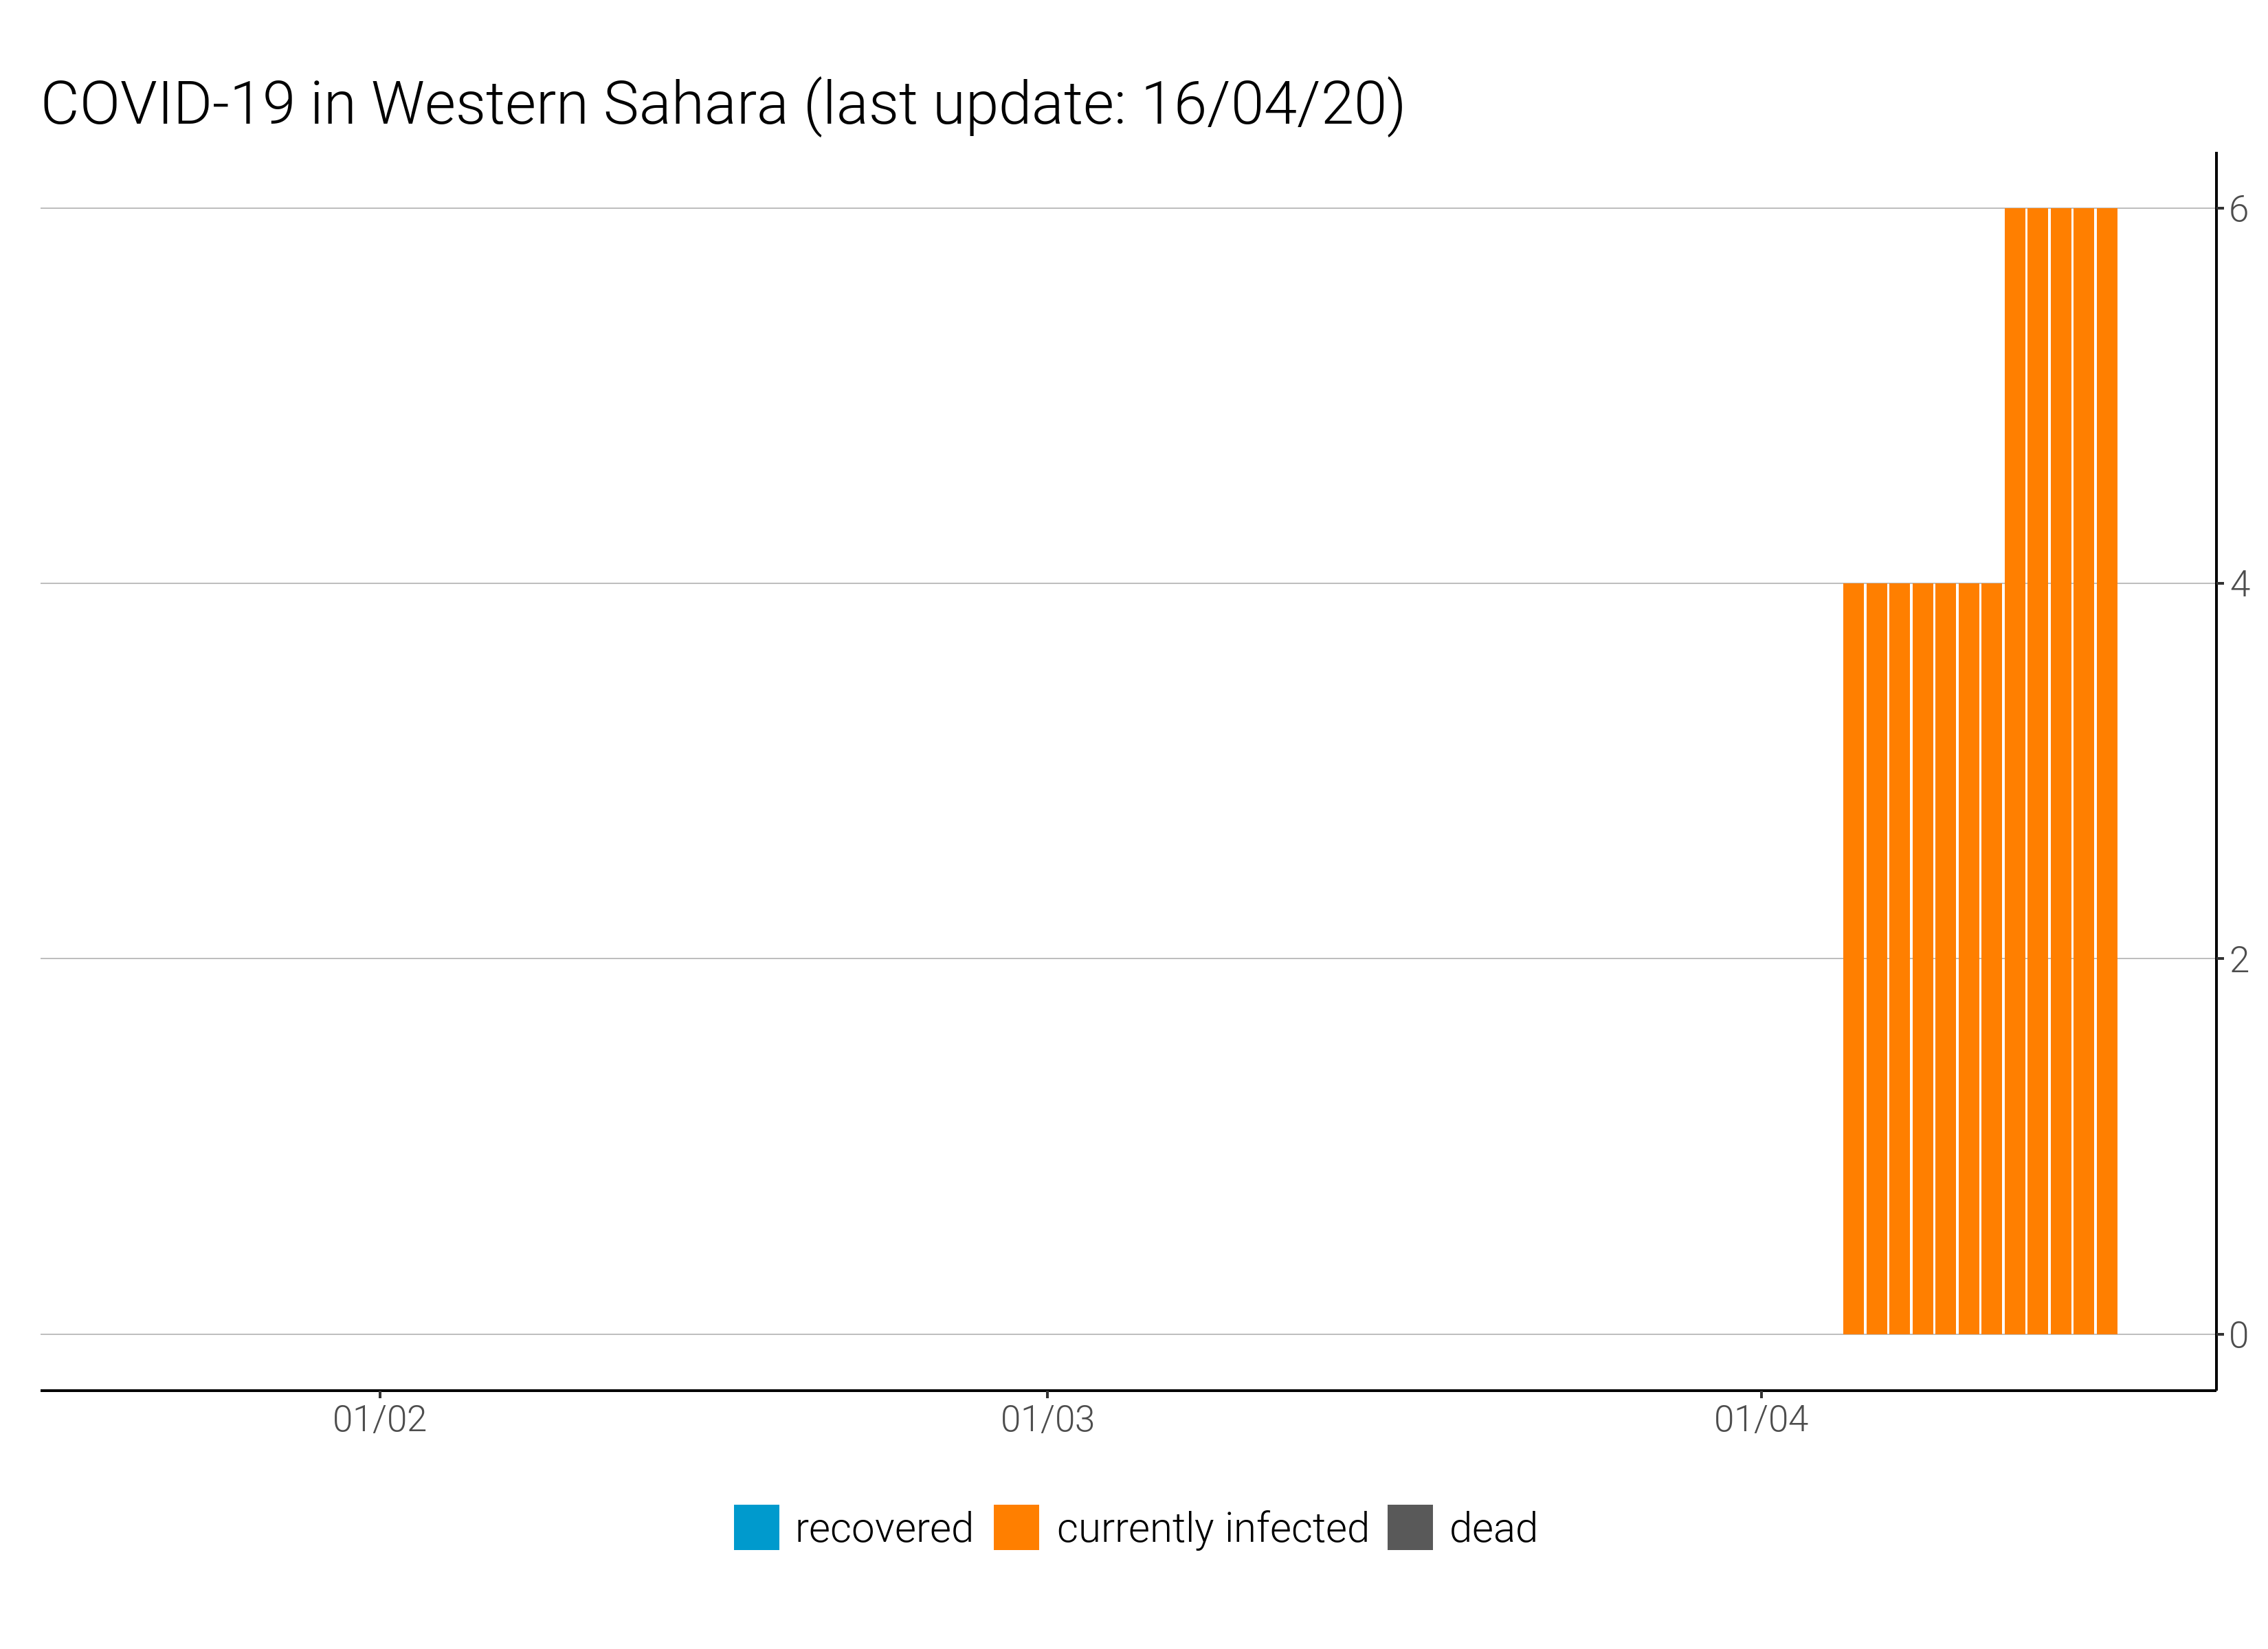 COVID-19 in Western Sahara (last update: 16/04/20)
6
4
2
0
01/02 01/03 01/04
recovered currently infected dead